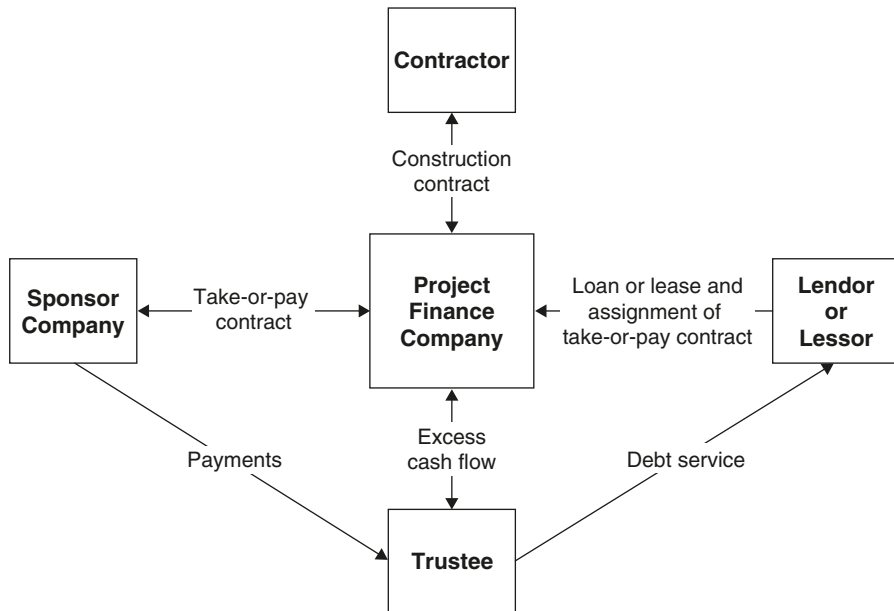 Contractor
Construction
contract
Sponsor
Company
Take-or-pay
contract
Project
Finance
Company
Loan or lease and
assignment of
take-or-pay contract
Lendor
or
Lessor
Payments
Excess
cash flow
Debt service
Trustee